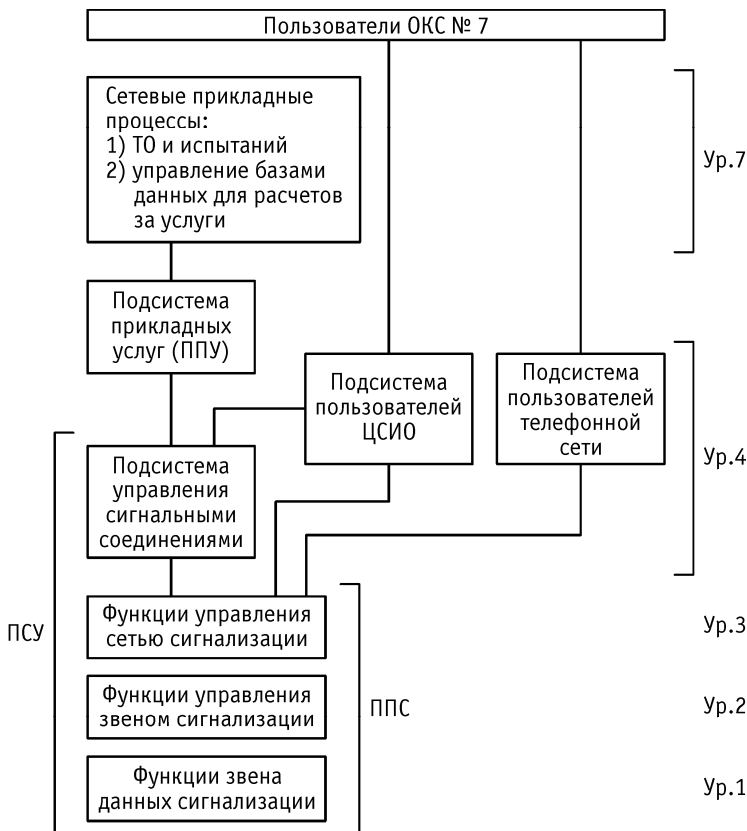 Пользователи ОКС № 7
Сетевые прикладные
процессы:
1) ТО и испытаний
2) управление базами
данных для расчетов
за услуги
Ур.7
Подсистема
прикладных
услуг (ППУ)
Подсистема
пользователей
ЦСИО
Подсистема
пользователей
телефонной
сети
Ур.4
Подсистема
управления
сигнальными
соединениями
ПСУ
Функции управления
сетью сигнализации
Ур.3
Функции управления
звеном сигнализации
ППС
Ур.2
Функции звена
данных сигнализации
Ур.1